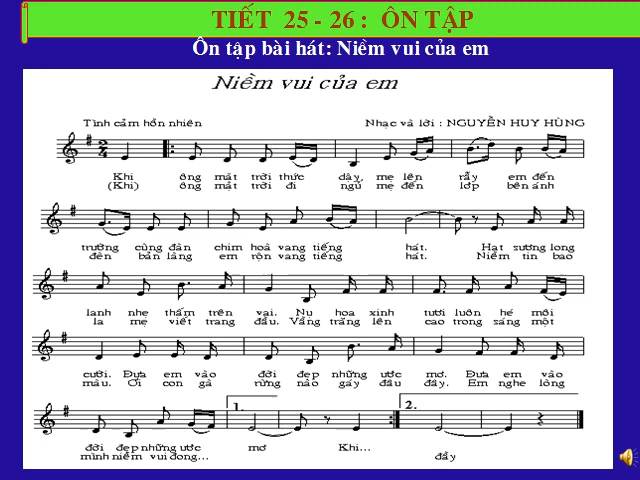 TIẾT 25 - 26 : ÔN TẬP
Ôn tập bài hát: Niềm vui của em
Niềm vui của em
Tình cảm hồn nhiên
Nhạc và lời : NGUYỄN HUY HÙNG
2
4
Khi ông mặt trời thức dậy, mẹ lên rẫy em đến
(Khi) ông mặt trời đi ngủ mẹ đến lớp bên ánh
trường cùng đàn chim hoà vang tiếng hát. Hạt sương long
đèn bản làng em rộn vang tiếng hát. Niềm tin bao
lanh nhẹ thấm trên vai. Nụ hoa xinh tươi luôn hé môi
la mẹ viết trang đầu. Vầng trăng lên cao trong sáng một
cười. Đưa em vào đời đẹp những ước mơ. Đưa em vào
màu. Ơi con gà rừng nào gáy đâu đây. Em nghe lòng
1.
2.
đời đẹp những ước mơ Khi...
mình niềm vui dong... đầy